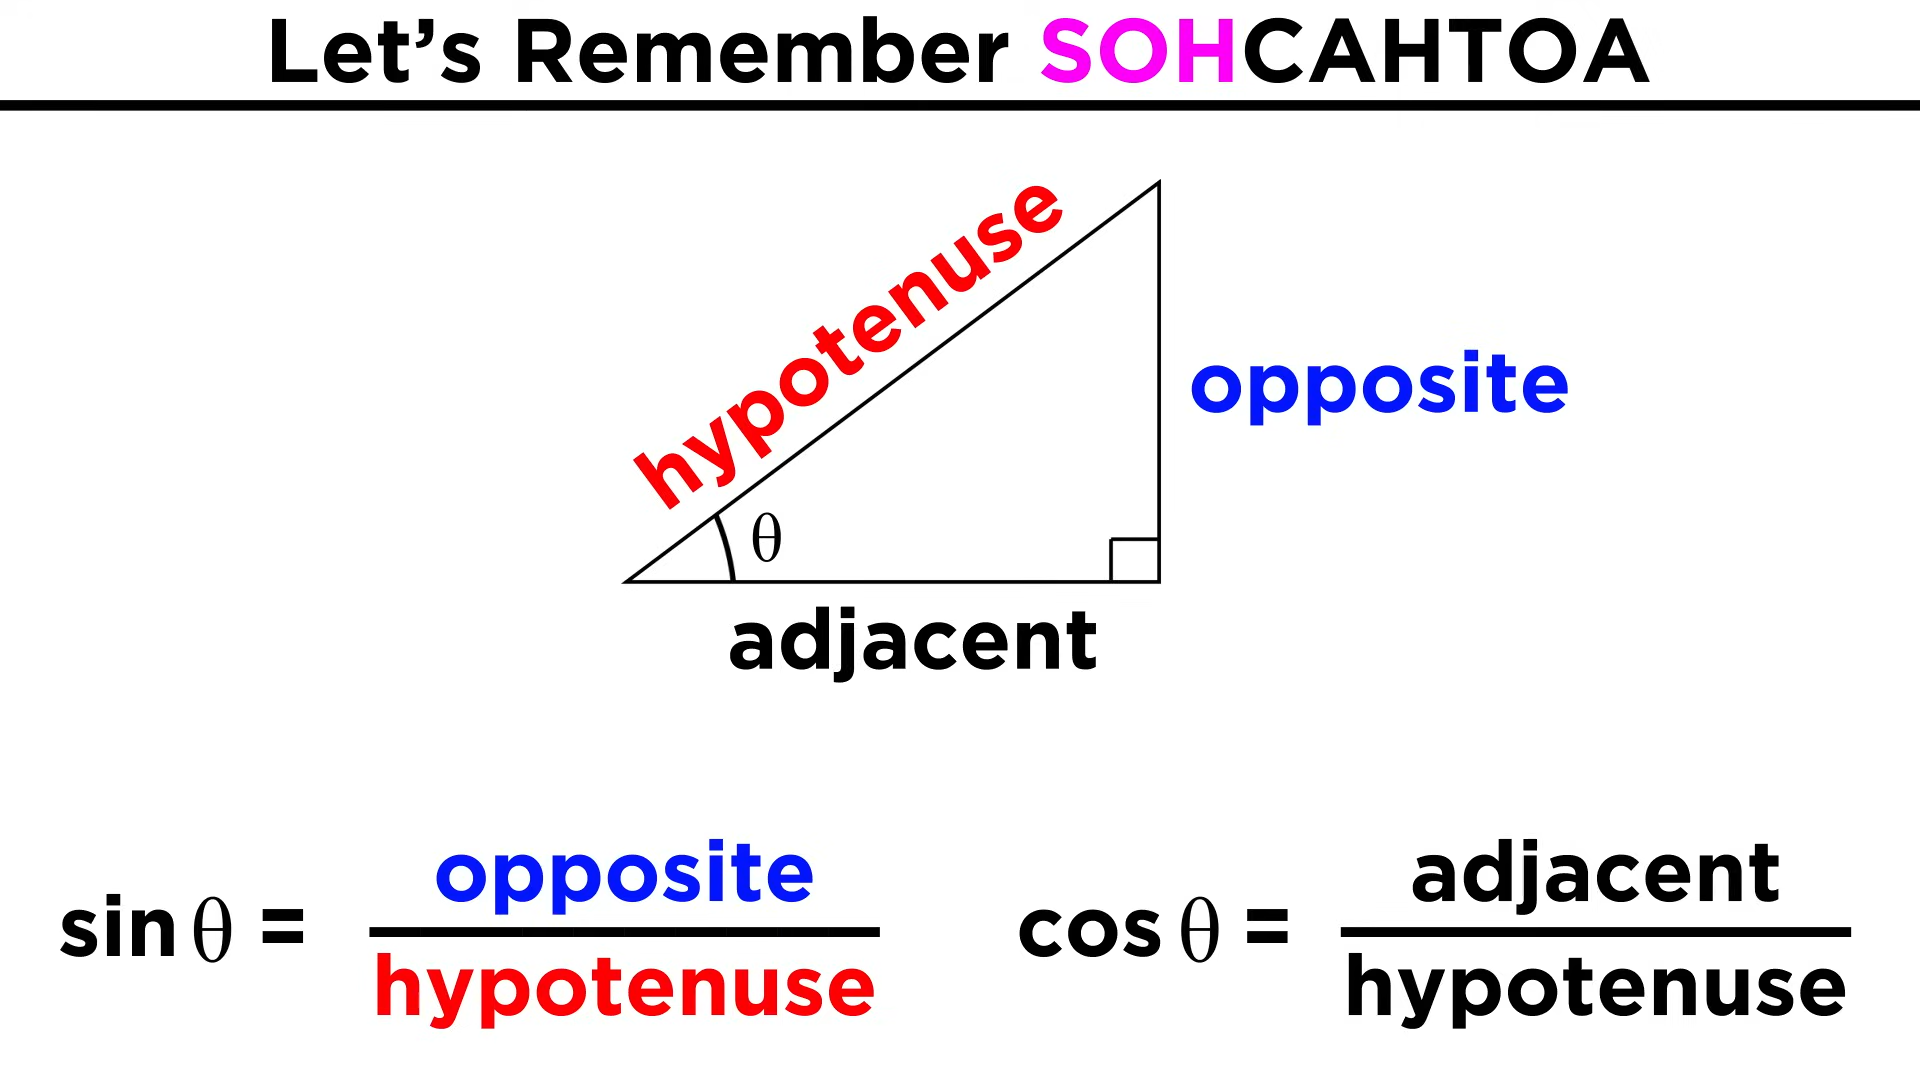 Let’s Remember SOHCAHTOA
hypotenuse
opposite
θ
adjacent
sin θ = opposite
hypotenuse
cos θ = adjacent
hypotenuse